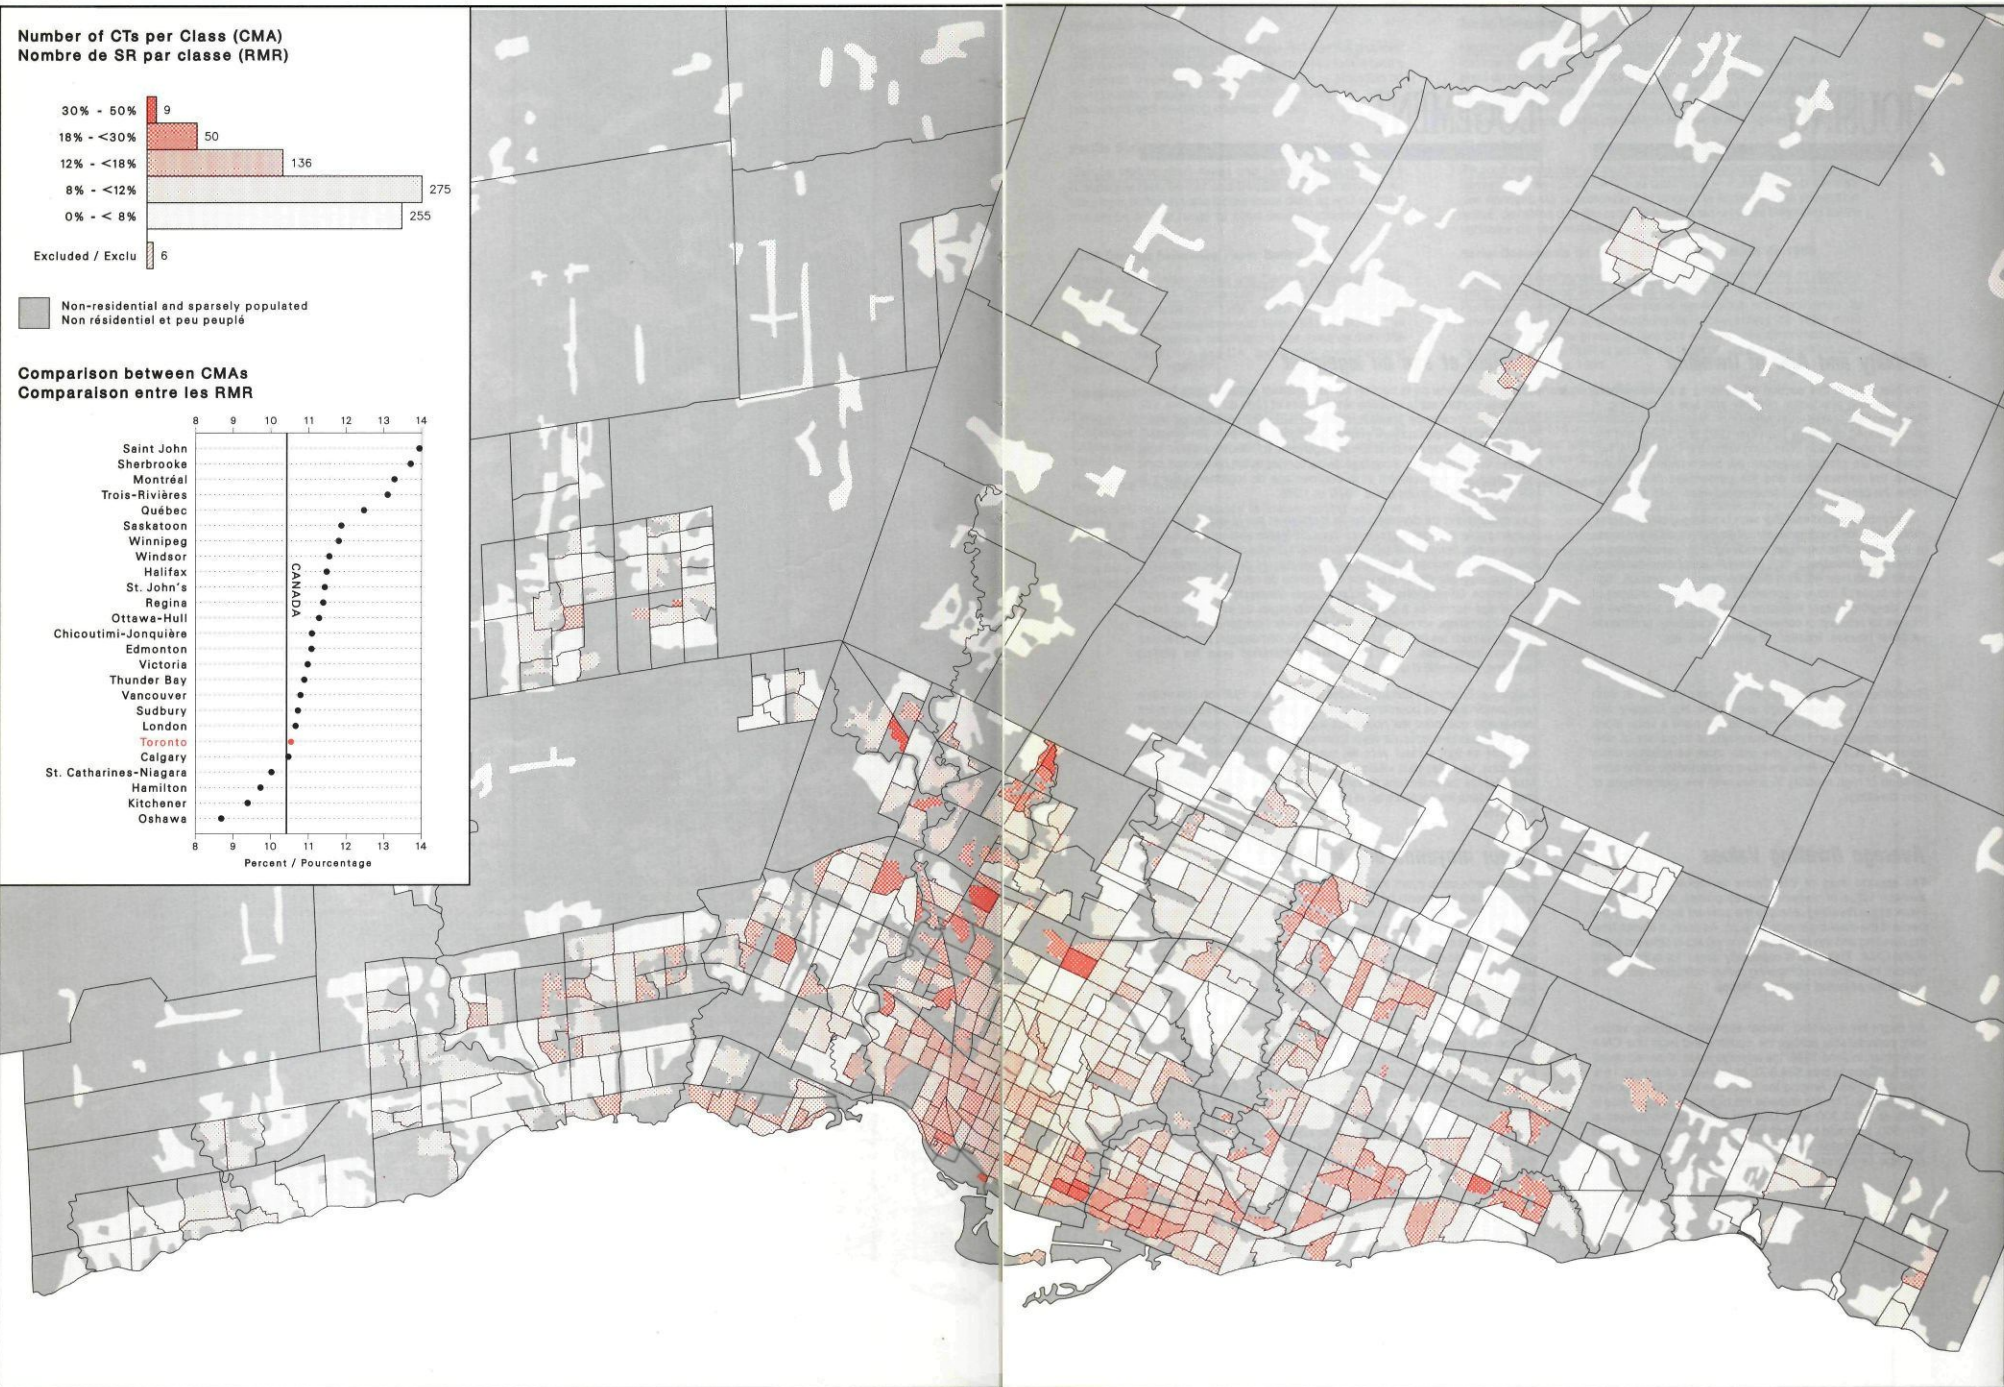 Number of CTs per Class (CMA)
Nombre de SR par classe (RMR)
30% - 50% 9
18% - <30% 50
12% - <18% 136
8% - <12% 275
0% - < 8% 255
Excluded / Exclu 6
Non-residential and sparsely populated
Non résidentiel et peu peuplé
Comparison between CMAs
Comparaison entre les RMR
8 9 10 11 12 13 14
Saint John
Sherbrooke
Montréal
Trois-Rivières
Québec
Saskatoon
Winnipeg
Windsor
Halifax
CANADA
St. John's
Regina
Ottawa-Hull
Chicoutimi-Jonquière
Edmonton
Victoria
Thunder Bay
Vancouver
Sudbury
London
Toronto
Calgary
St. Catharines-Niagara
Hamilton
Kitchener
Oshawa
8 9 10 11 12 13 14
Percent / Pourcentage